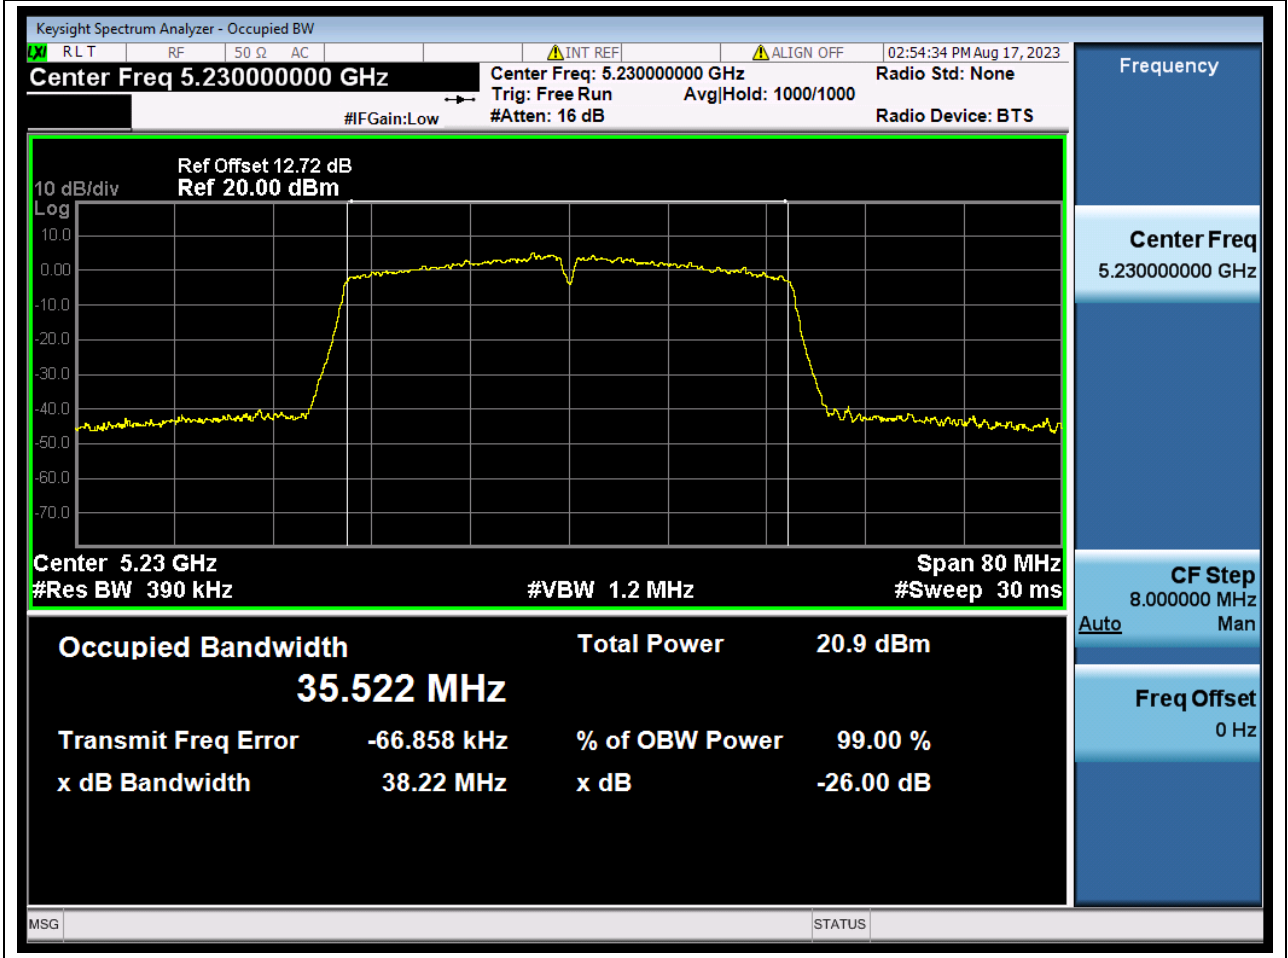 Keysight Spectrum Analyzer - Occupied BW
LXI RLT RF 50 Ω AC INT REF ALIGN OFF 02:54:34 PM Aug 17, 2023
Center Freq 5.230000000 GHz
Center Freq: 5.230000000 GHz Radio Std: None
Trig: Free Run Avg|Hold: 1000/1000
#IFGain:Low #Atten: 16 dB Radio Device: BTS
Ref Offset 12.72 dB
10 dB/div Ref 20.00 dBm
Log
10.0
0.00
-10.0
-20.0
-30.0
-40.0
-50.0
-60.0
-70.0
Center 5.23 GHz Span 80 MHz
#Res BW 390 kHz #VBW 1.2 MHz #Sweep 30 ms
Occupied Bandwidth Total Power 20.9 dBm
35.522 MHz
Transmit Freq Error -66.858 kHz % of OBW Power 99.00 %
x dB Bandwidth 38.22 MHz x dB -26.00 dB
Frequency
Center Freq
5.230000000 GHz
CF Step
8.000000 MHz
Auto Man
Freq Offset
0 Hz
MSG STATUS